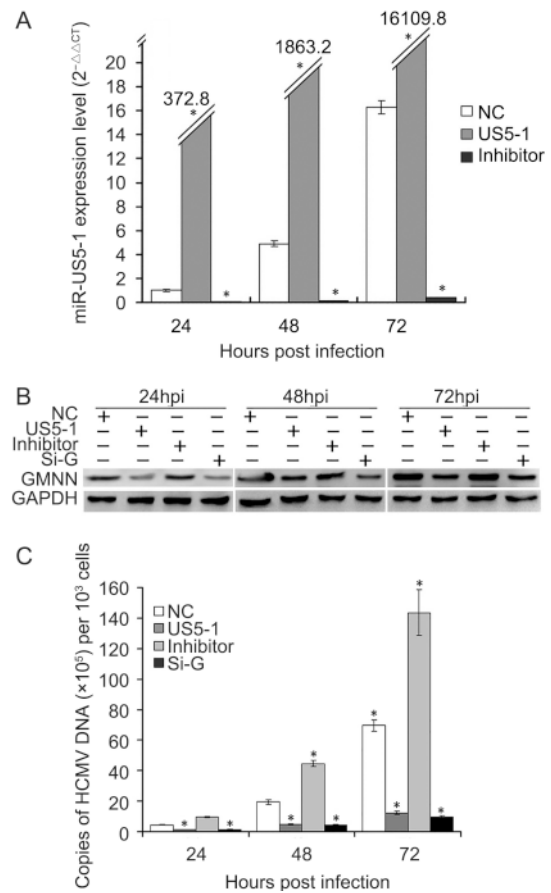 A
miR-US5-1 expression level (2−△△CT)
20
18
16
14
12
10
8
6
4
2
0
372.8
*
*
1863.2
*
*
16109.8
*
*
NC
US5-1
Inhibitor
24 48 72
Hours post infection
B
24hpi 48hpi 72hpi
NC + − − − + − − − + − − −
US5-1 − + − − − + − − − + − −
Inhibitor − − + − − − + − − − + −
Si-G − − − + − − − + − − − +
GMNN
GAPDH
C
Copies of HCMV DNA (×10⁵) per 10³ cells
160
140
120
100
80
60
40
20
0
NC
US5-1
Inhibitor
Si-G
* *
* * *
* * * *
24 48 72
Hours post infection